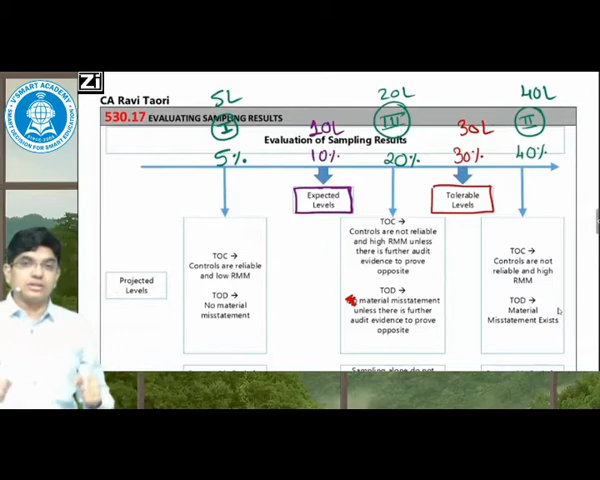 V'SMART ACADEMY
SMART DECISION FOR SMART EDUCATION
SINCE 1998
Zi
CA Ravi Taori
5L
20L
40L
530.17 EVALUATING SAMPLING RESULTS
I
10L
III
30L
II
Evaluation of Sampling Results
5%
10%
20%
30%
40%
Expected
Levels
Tolerable
Levels
Projected
Levels
TOC →
Controls are reliable
and low RMM
TOD →
No material
misstatement
TOC →
Controls are not reliable
and high RMM unless
there is further audit
evidence to prove
opposite
TOD →
material misstatement
unless there is further
audit evidence to prove
opposite
TOC →
Controls are not
reliable and high
RMM
TOD →
Material
Misstatement Exists
Sampling alone do not